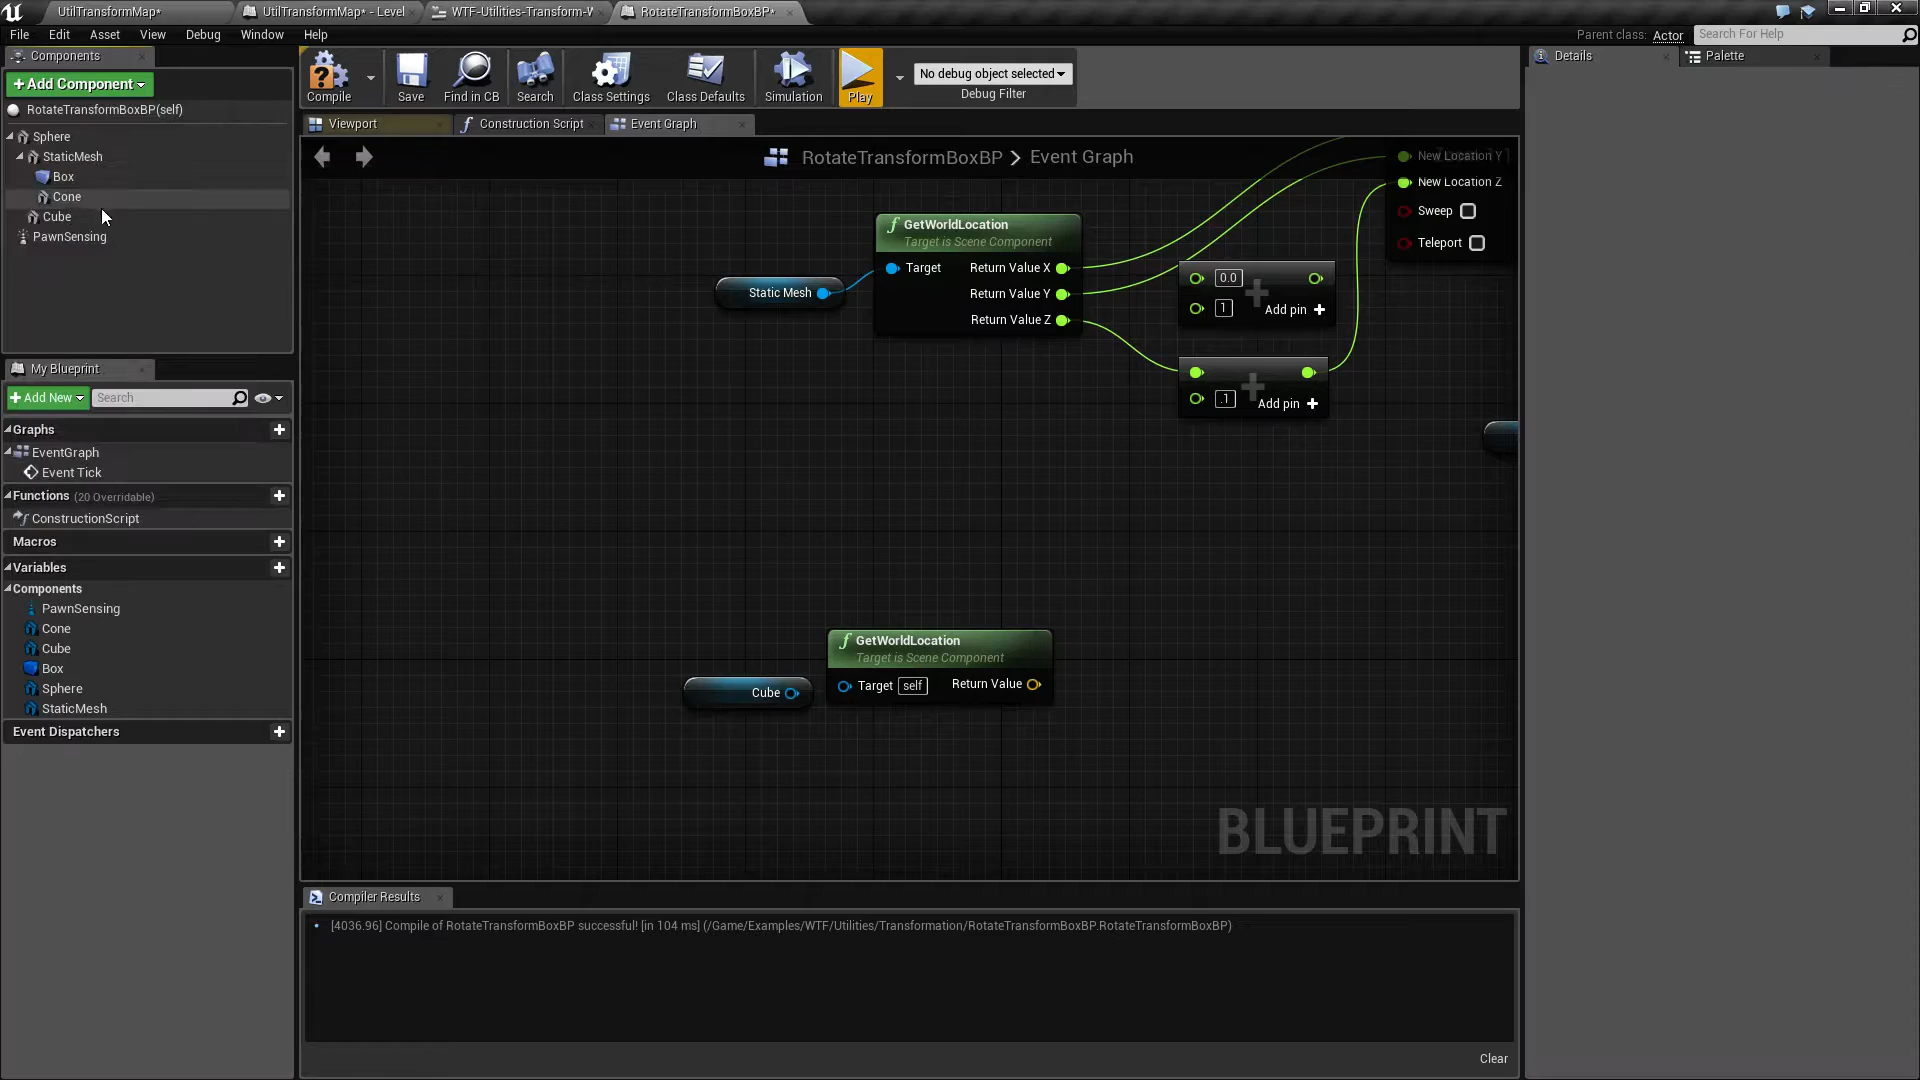 UtilTransformMap*
UtilTransformMap* - Level
WTF-Utilities-Transform-W
RotateTransformBoxBP*
File Edit Asset View Debug Window Help
Parent class: Actor
Search For Help
Components
+ Add Component
RotateTransformBoxBP(self)
Sphere
StaticMesh
Box
Cone
Cube
PawnSensing
My Blueprint
+ Add New
Search
Graphs
EventGraph
Event Tick
Functions (20 Overridable)
ConstructionScript
Macros
Variables
Components
PawnSensing
Cone
Cube
Box
Sphere
StaticMesh
Event Dispatchers
Compile
Save
Find in CB
Search
Class Settings
Class Defaults
Simulation
Play
No debug object selected
Debug Filter
Viewport
Construction Script
Event Graph
RotateTransformBoxBP > Event Graph
New Location Y
New Location Z
Sweep
Teleport
GetWorldLocation
Target is Scene Component
Target
Return Value X
Return Value Y
Return Value Z
Static Mesh
0.0
1
Add pin +
.1
Add pin +
GetWorldLocation
Target is Scene Component
Target self
Return Value
Cube
BLUEPRINT
Compiler Results
[4036.96] Compile of RotateTransformBoxBP successful! [in 104 ms] (/Game/Examples/WTF/Utilities/Transformation/RotateTransformBoxBP.RotateTransformBoxBP)
Clear
Details
Palette